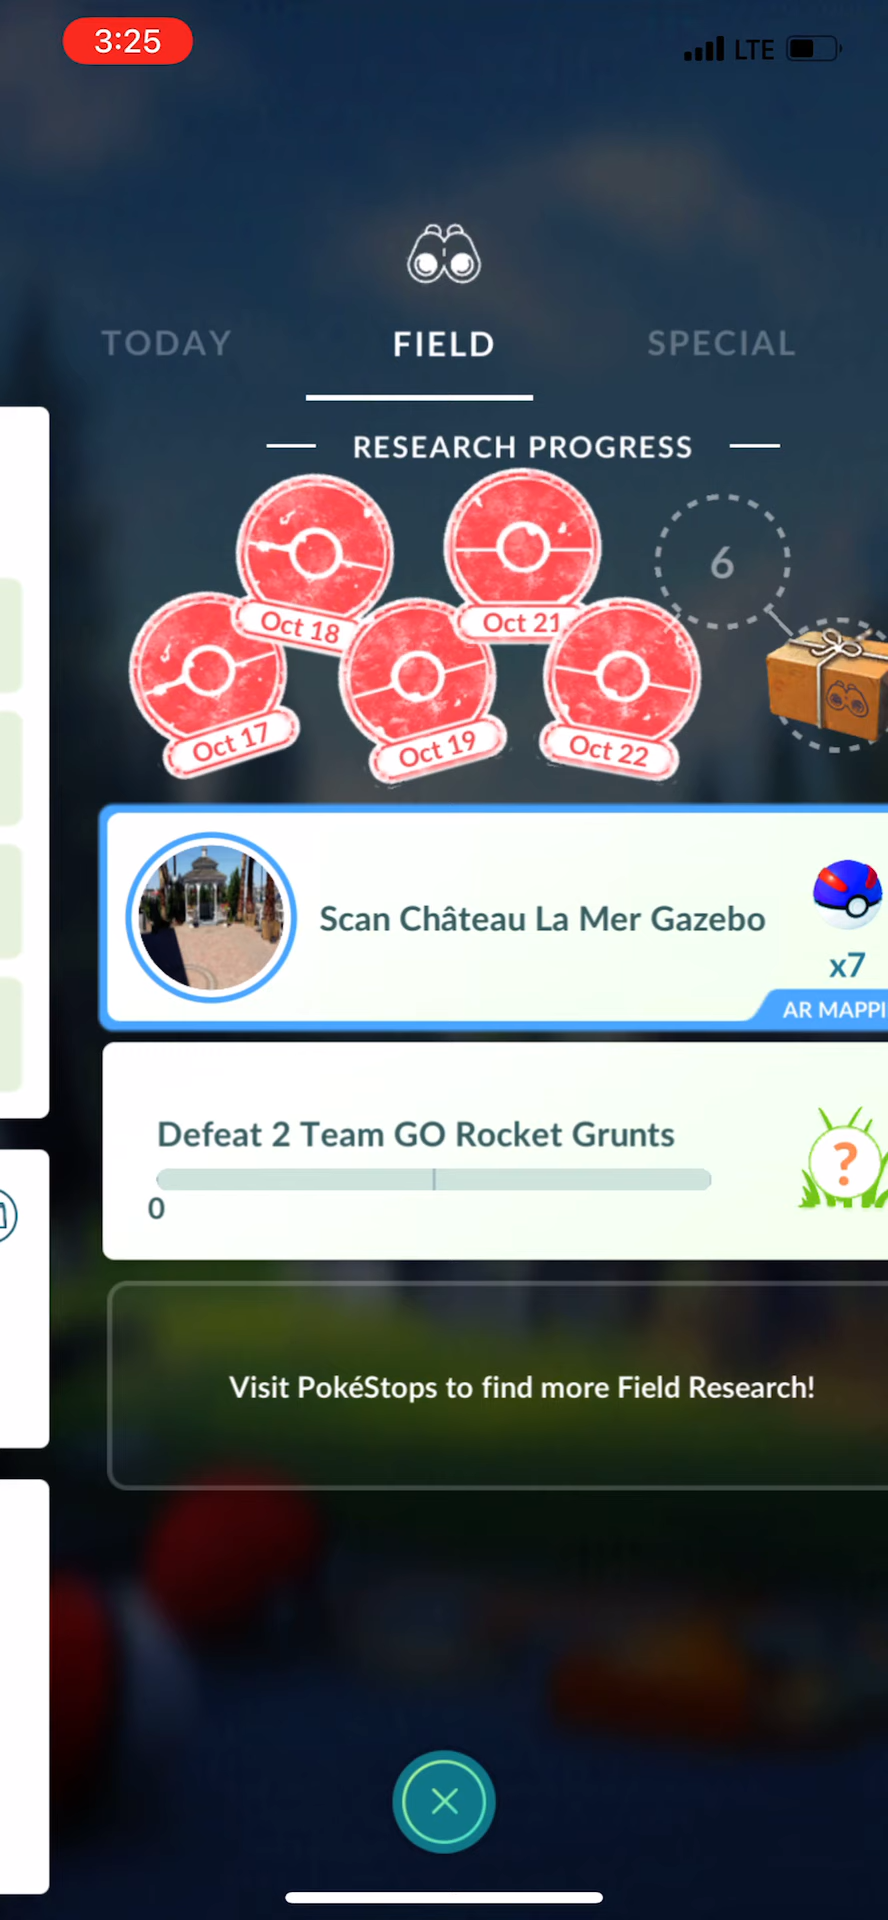 3:25
LTE
TODAY
FIELD
SPECIAL
RESEARCH PROGRESS
6
Oct 18
Oct 21
Oct 17
Oct 19
Oct 22
Scan Château La Mer Gazebo
x7
AR MAPPI
Defeat 2 Team GO Rocket Grunts
?
0
Visit PokéStops to find more Field Research!